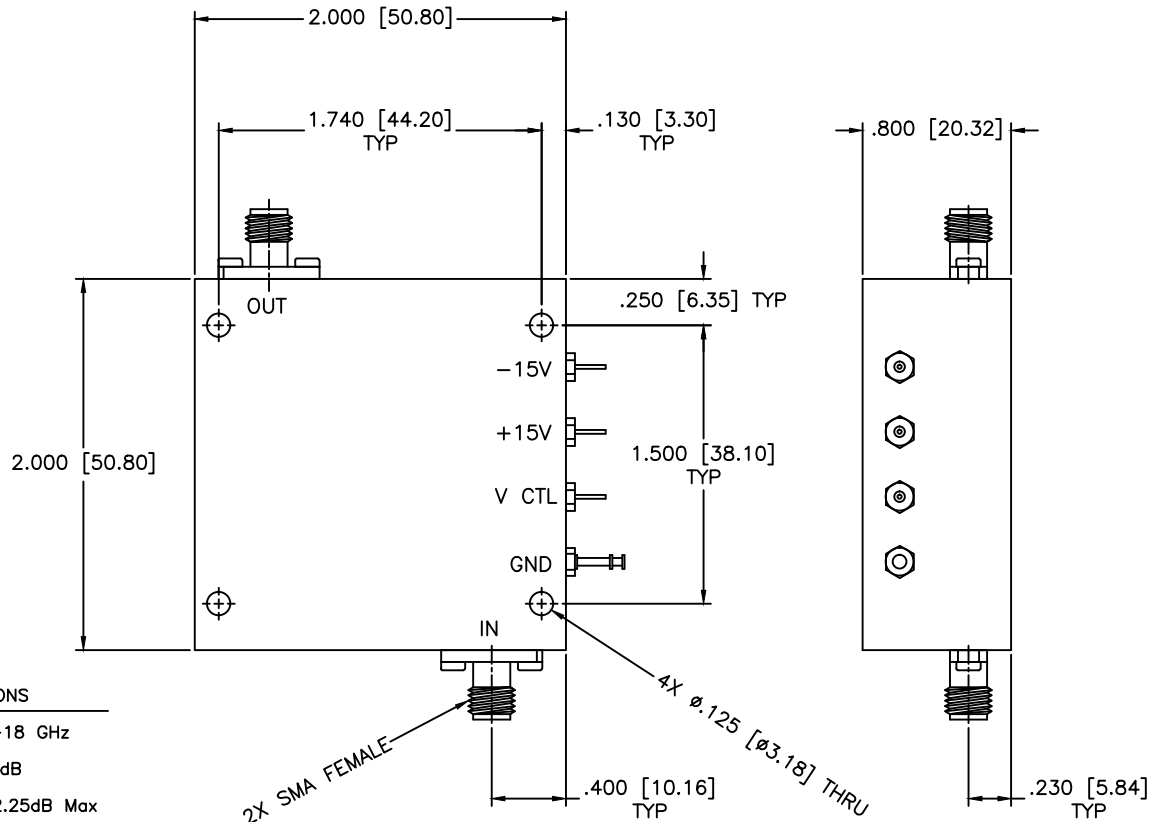 2.000 [50.80]
1.740 [44.20]
TYP
.130 [3.30]
TYP
.800 [20.32]
OUT
.250 [6.35] TYP
-15V
+15V
2.000 [50.80]
1.500 [38.10]
TYP
V CTL
GND
IN
18 GHz
dB
2.25dB Max
2X SMA FEMALE
4X ø.125 [ø3.18] THRU
.400 [10.16]
TYP
.230 [5.84]
TYP